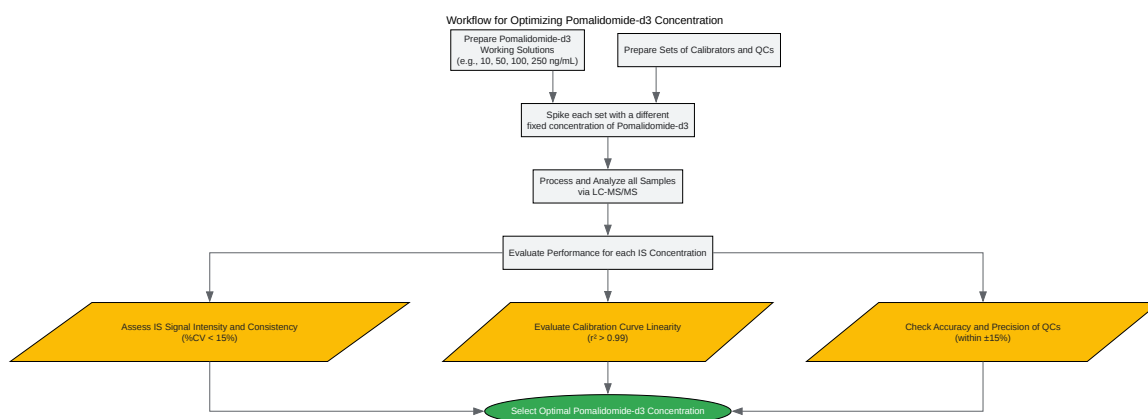 Workflow for Optimizing Pomalidomide-d3 Concentration
Prepare Pomalidomide-d3
Working Solutions
(e.g., 10, 50, 100, 250 ng/mL)
Prepare Sets of Calibrators and QCs
Spike each set with a different
fixed concentration of Pomalidomide-d3
Process and Analyze all Samples
via LC-MS/MS
Evaluate Performance for each IS Concentration
Assess IS Signal Intensity and Consistency
(%CV < 15%)
Evaluate Calibration Curve Linearity
(r² > 0.99)
Check Accuracy and Precision of QCs
(within ±15%)
Select Optimal Pomalidomide-d3 Concentration